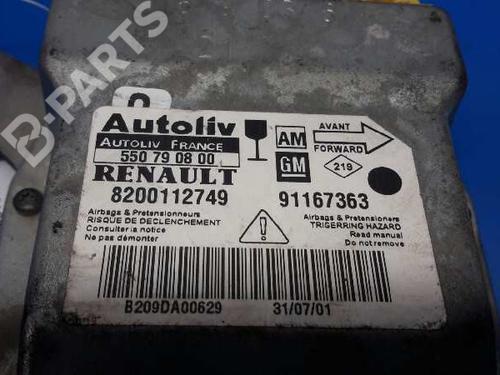 B-PARTS
Autoliv
AUTOLIV FRANCE
550 79 08 00
RENAULT
8200112749
AM
GM
AVANT
FORWARD
219
91167363
Airbags & Pretensionneurs
RISQUE DE DECLENCHEMENT
Consulter la notice
Ne pas démonter
Airbags & Pretensioners
TRIGERRING HAZARD
Read manual
Do not remove
B209DA00629
31/07/01